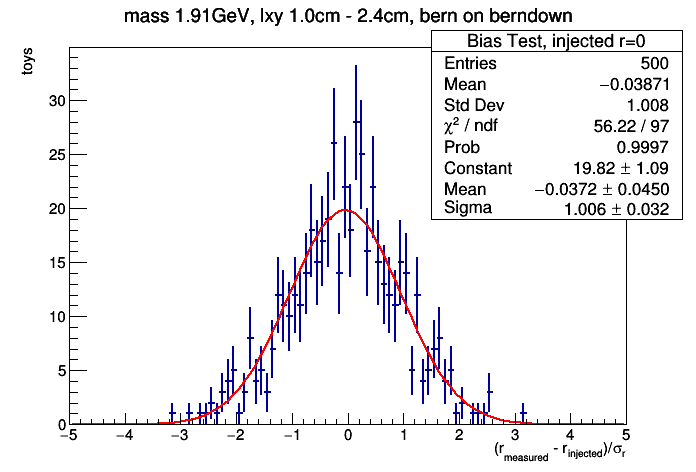 mass 1.91GeV, lxy 1.0cm - 2.4cm, bern on berndown
Bias Test, injected r=0
Entries 500
Mean −0.03871
Std Dev 1.008
χ² / ndf 56.22 / 97
Prob 0.9997
Constant 19.82 ± 1.09
Mean −0.0372 ± 0.0450
Sigma 1.006 ± 0.032
toys
30
25
20
15
10
5
0
−5 −4 −3 −2 −1 0 1 2 3 4 5
(r_measured - r_injected)/σ_r